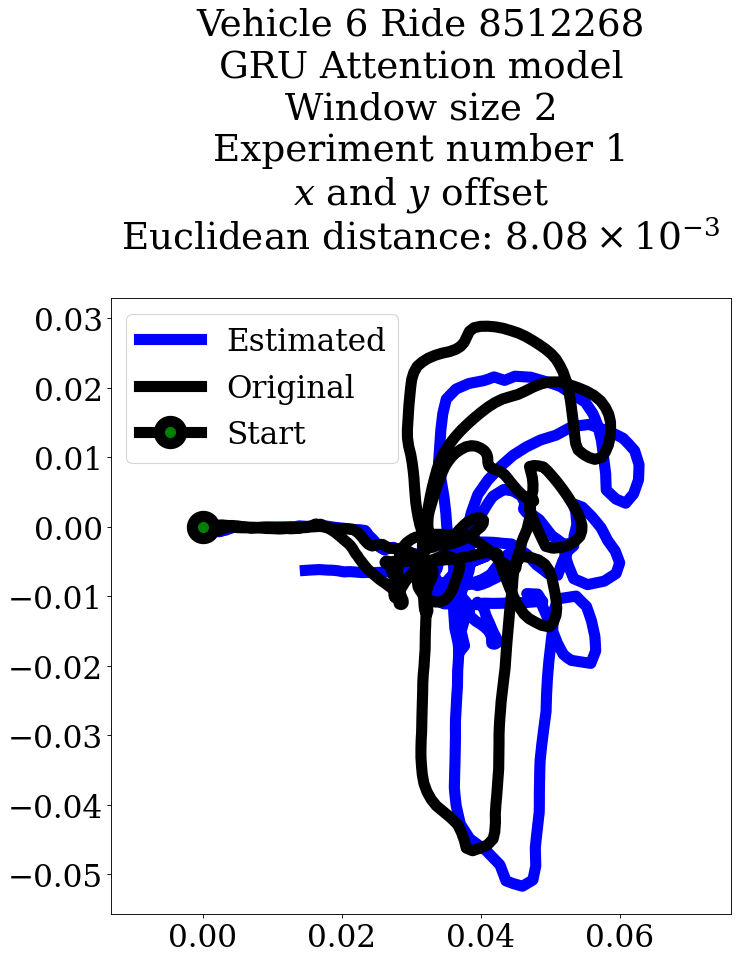 Vehicle 6 Ride 8512268
GRU Attention model
Window size 2
Experiment number 1
x and y offset
Euclidean distance: 8.08 × 10⁻³
Estimated
Original
Start
0.03
0.02
0.01
0.00
−0.01
−0.02
−0.03
−0.04
−0.05
0.00 0.02 0.04 0.06